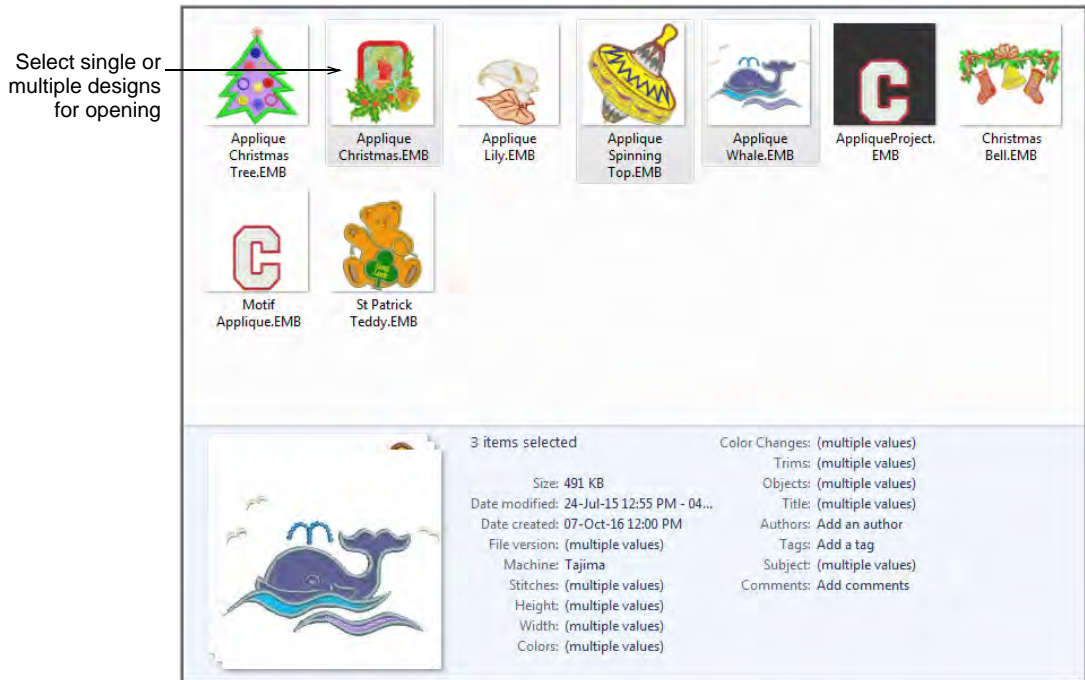 Select single or
multiple designs
for opening
Applique
Christmas
Tree.EMB
Applique
Christmas.EMB
Applique
Lily.EMB
Applique
Spinning
Top.EMB
Applique
Whale.EMB
AppliqueProject.
EMB
Christmas
Bell.EMB
C
C
Motif
Applique.EMB
St Patrick
Teddy.EMB
3 items selected
Size: 491 KB
Date modified: 24-Jul-15 12:55 PM - 04...
Date created: 07-Oct-16 12:00 PM
File version: (multiple values)
Machine: Tajima
Stitches: (multiple values)
Height: (multiple values)
Width: (multiple values)
Colors: (multiple values)
Color Changes: (multiple values)
Trims: (multiple values)
Objects: (multiple values)
Title: (multiple values)
Authors: Add an author
Tags: Add a tag
Subject: (multiple values)
Comments: Add comments